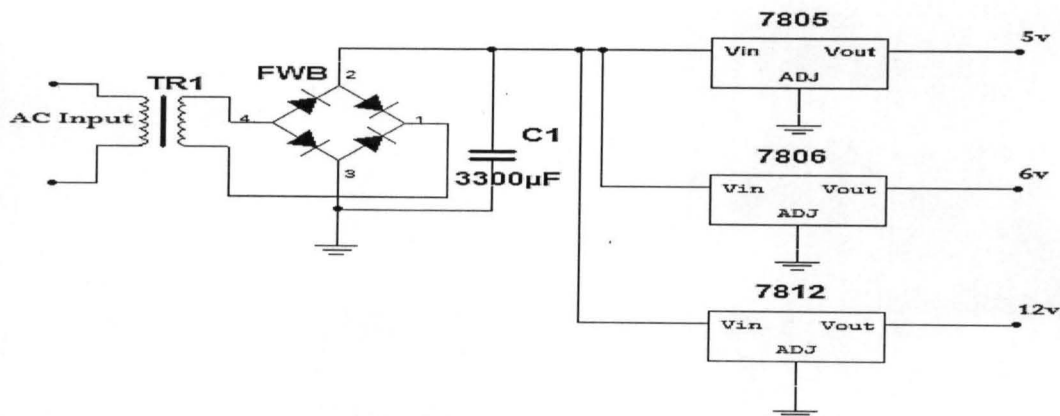 7805
5v
Vin Vout
ADJ
TR1
FWB
2
AC Input
4
1
C1
3300µF
3
7806
6v
Vin Vout
ADJ
7812
12v
Vin Vout
ADJ